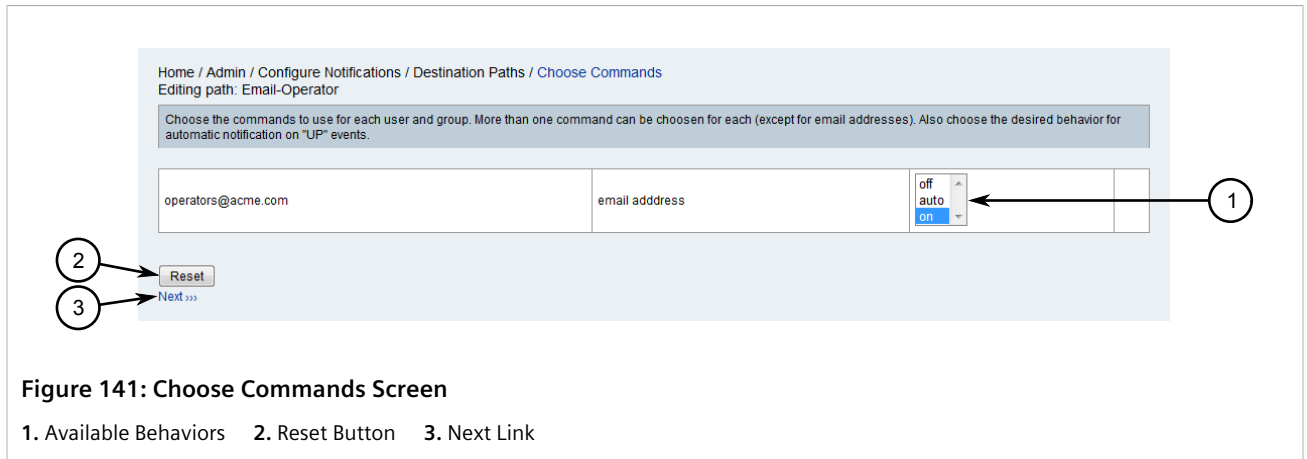 Home / Admin / Configure Notifications / Destination Paths / Choose Commands
Editing path: Email-Operator
Choose the commands to use for each user and group. More than one command can be choosen for each (except for email addresses). Also choose the desired behavior for
automatic notification on "UP" events.
operators@acme.com email adddress off
auto
on
1
2
Reset
3
Next ›››
Figure 141: Choose Commands Screen
1. Available Behaviors 2. Reset Button 3. Next Link